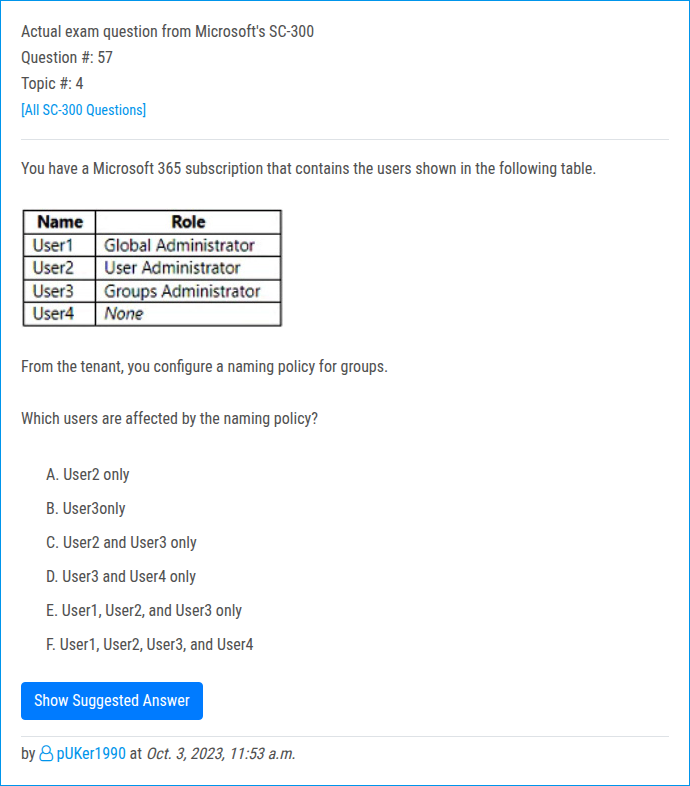 Actual exam question from Microsoft's SC-300
Question #: 57
Topic #: 4
[All SC-300 Questions]
You have a Microsoft 365 subscription that contains the users shown in the following table.
Name Role
User1 Global Administrator
User2 User Administrator
User3 Groups Administrator
User4 None
From the tenant, you configure a naming policy for groups.
Which users are affected by the naming policy?
A. User2 only
B. User3only
C. User2 and User3 only
D. User3 and User4 only
E. User1, User2, and User3 only
F. User1, User2, User3, and User4
Show Suggested Answer
by pUKer1990 at Oct. 3, 2023, 11:53 a.m.